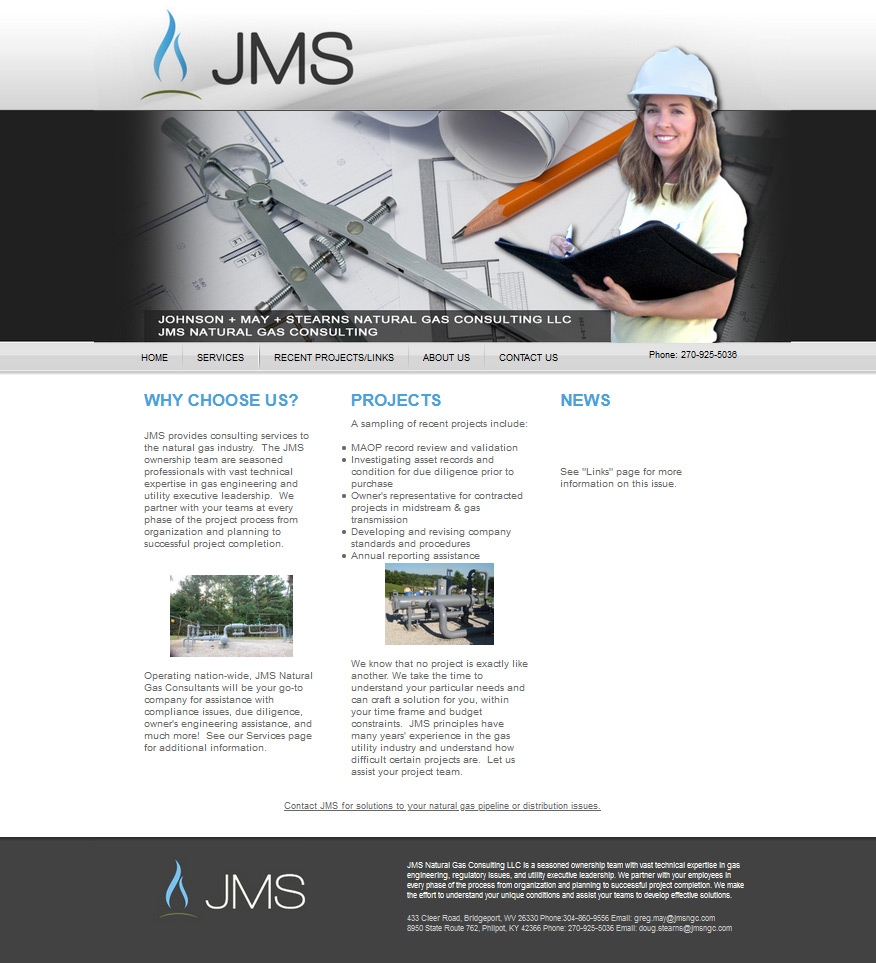 JMS
JOHNSON + MAY + STEARNS NATURAL GAS CONSULTING LLC
JMS NATURAL GAS CONSULTING
HOME
SERVICES
RECENT PROJECTS/LINKS
ABOUT US
CONTACT US
Phone: 270-925-5036
WHY CHOOSE US?
JMS provides consulting services to
the natural gas industry.  The JMS
ownership team are seasoned
professionals with vast technical
expertise in gas engineering and
utility executive leadership.  We
partner with your teams at every
phase of the project process from
organization and planning to
successful project completion.
Operating nation-wide, JMS Natural
Gas Consultants will be your go-to
company for assistance with
compliance issues, due diligence,
owner's engineering assistance, and
much more!  See our Services page
for additional information.
PROJECTS
A sampling of recent projects include:
MAOP record review and validation
Investigating asset records and
condition for due diligence prior to
purchase
Owner's representative for contracted
projects in midstream & gas
transmission
Developing and revising company
standards and procedures
Annual reporting assistance
We know that no project is exactly like
another. We take the time to
understand your particular needs and
can craft a solution for you, within
your time frame and budget
constraints.  JMS principles have
many years' experience in the gas
utility industry and understand how
difficult certain projects are.  Let us
assist your project team.
NEWS
See "Links" page for more
information on this issue.
Contact JMS for solutions to your natural gas pipeline or distribution issues.
JMS
JMS Natural Gas Consulting LLC is a seasoned ownership team with vast technical expertise in gas
engineering, regulatory issues, and utility executive leadership. We partner with your employees in
every phase of the process from organization and planning to successful project completion. We make
the effort to understand your unique conditions and assist your teams to develop effective solutions.
433 Cleer Road, Bridgeport, WV 26330 Phone:304-860-9556 Email: greg.may@jmsngc.com
8950 State Route 762, Philpot, KY 42366 Phone: 270-925-5036 Email: doug.stearns@jmsngc.com